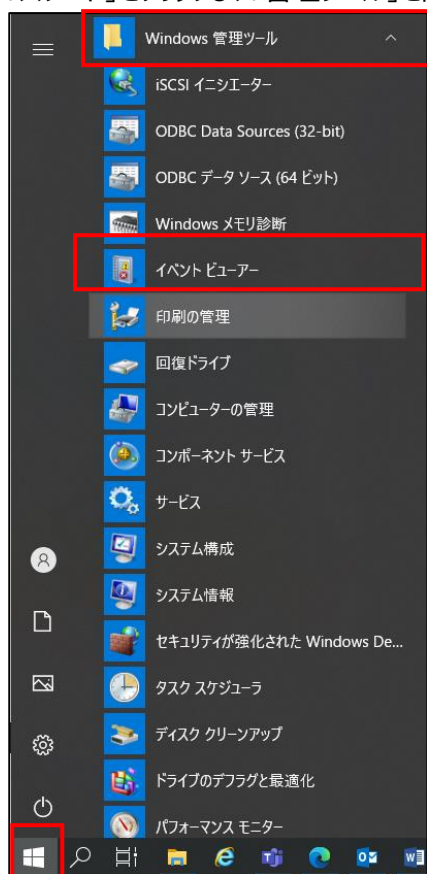 Windows 管理ツール
iSCSI イニシエーター
ODBC Data Sources (32-bit)
ODBC データ ソース (64 ビット)
Windows メモリ診断
イベント ビューアー
印刷の管理
回復ドライブ
コンピューターの管理
コンポーネント サービス
サービス
システム構成
システム情報
セキュリティが強化された Windows De...
タスク スケジューラ
ディスク クリーンアップ
ドライブのデフラグと最適化
パフォーマンス モニター